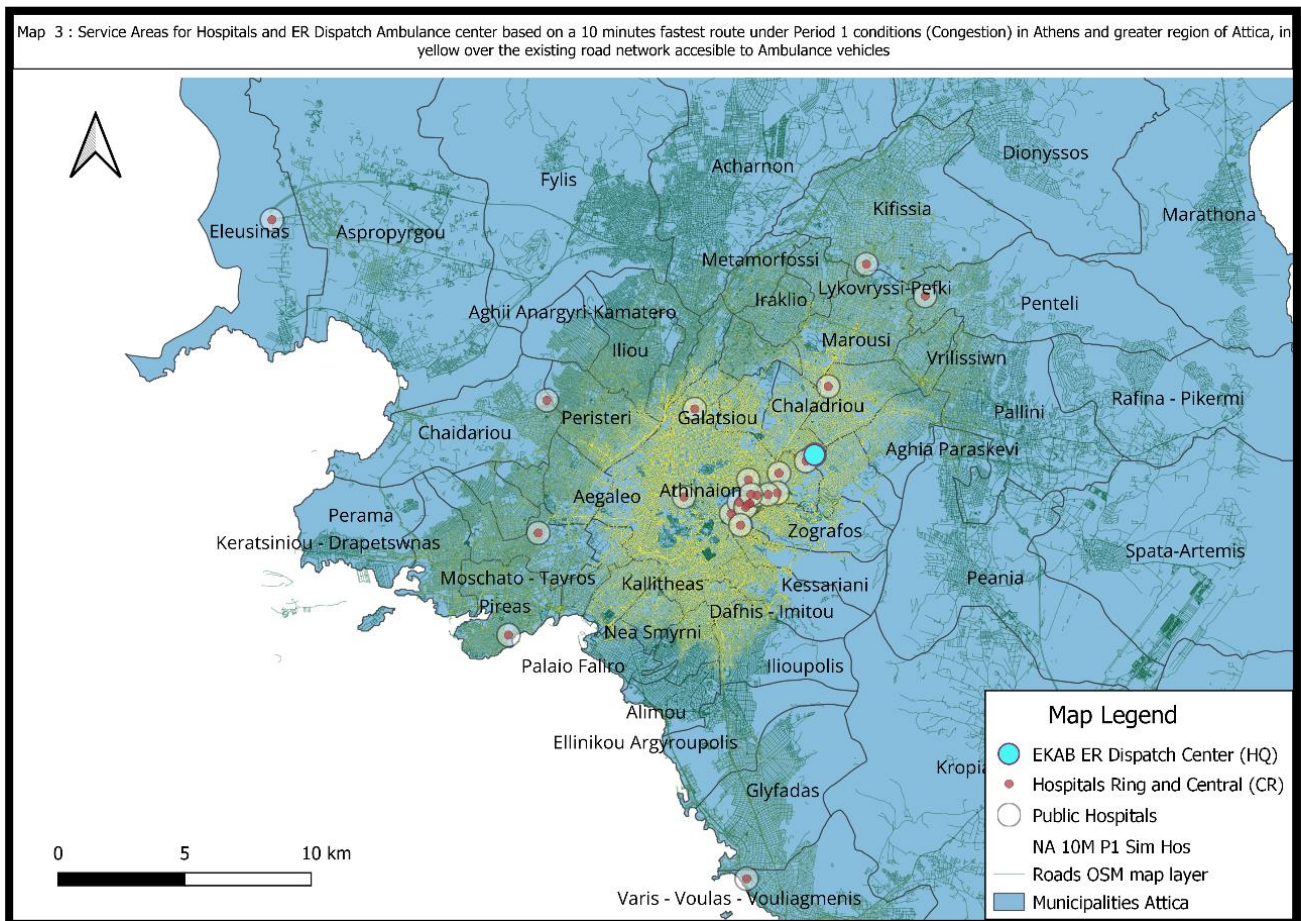 Map 3 : Service Areas for Hospitals and ER Dispatch Ambulance center based on a 10 minutes fastest route under Period 1 conditions (Congestion) in Athens and greater region of Attica, in
yellow over the existing road network accesible to Ambulance vehicles
Dionyssos
Acharnon
Fylis
Kifissia
Marathona
Eleusinas
Aspropyrgou
Metamorfossi
Lykovryssi-Pefki
Iraklio
Penteli
Aghii Anargyri-Kamatero
Marousi
Iliou
Vrilissiwn
Rafina - Pikermi
Chaladriou
Pallini
Peristeri
Galatsiou
Chaidariou
Aghia Paraskevi
Athinaion
Aegaleo
Perama
Zografos
Keratsiniou - Drapetswnas
Spata-Artemis
Moschato - Tayros
Kallitheas
Kessariani
Peania
Pireas
Dafhis - Imitou
Nea Smyrni
Palaio Faliro
Ilioupolis
Alimou
Ellinikou Argyroupolis
Kropia
Glyfadas
Varis - Voulas - Vouliagmenis
0 5 10 km
Map Legend
EKAB ER Dispatch Center (HQ)
Hospitals Ring and Central (CR)
Public Hospitals
NA 10M P1 Sim Hos
Roads OSM map layer
Municipalities Attica